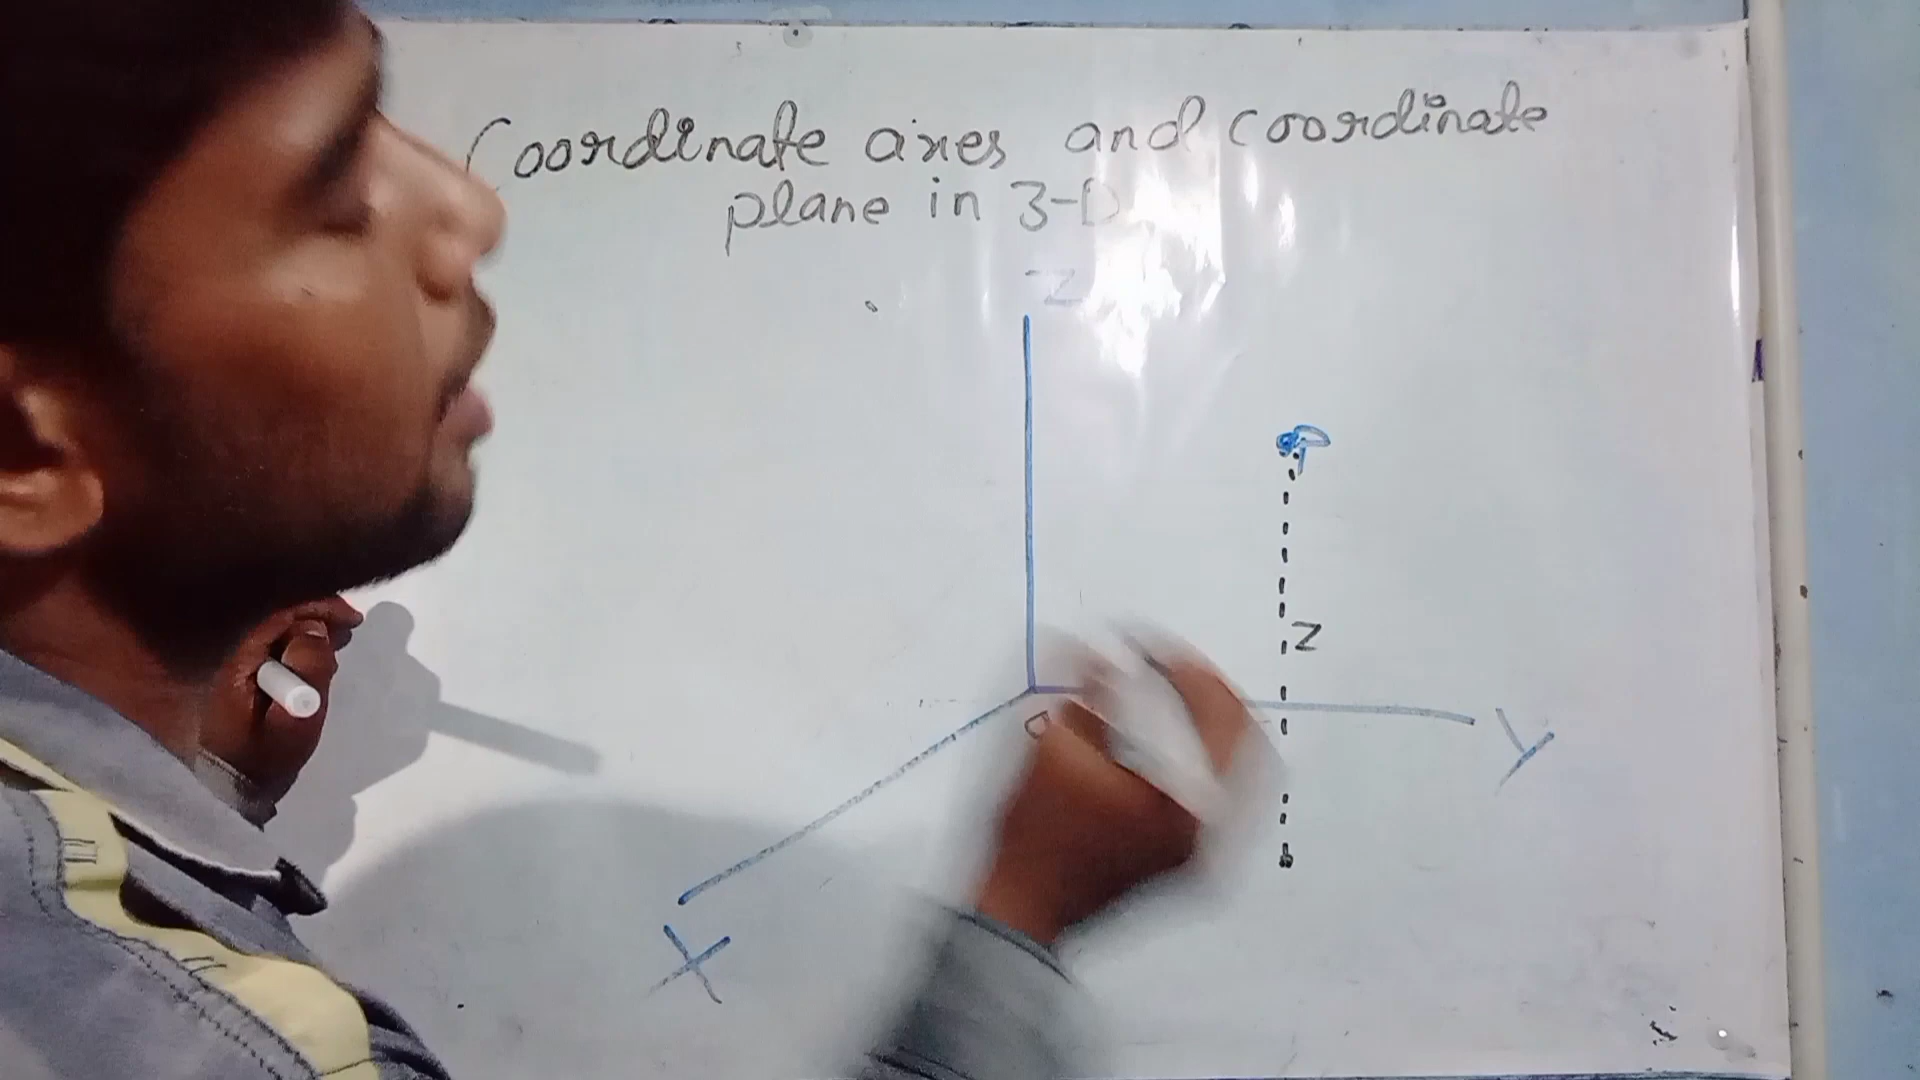 Coordinate axes and coordinate
plane in 3-D
Z
P
Z
O
Y
X